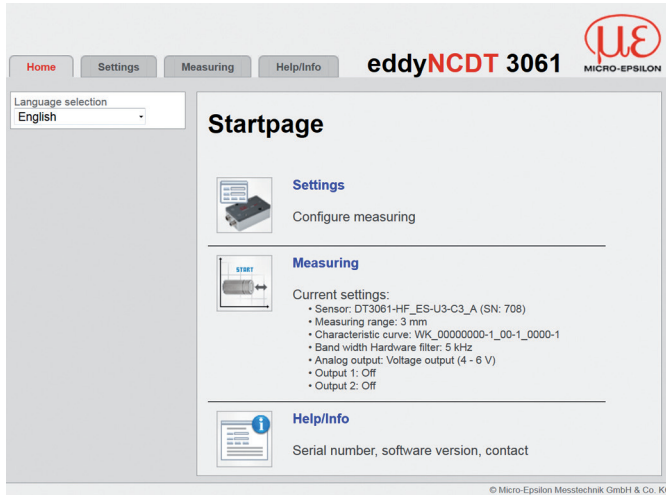 Home
Settings
Measuring
Help/Info
eddyNCDT 3061
με
MICRO-EPSILON
Language selection
English
Startpage
Settings
Configure measuring
START
Measuring
Current settings:
• Sensor: DT3061-HF_ES-U3-C3_A (SN: 708)
• Measuring range: 3 mm
• Characteristic curve: WK_00000000-1_00-1_0000-1
• Band width Hardware filter: 5 kHz
• Analog output: Voltage output (4 - 6 V)
• Output 1: Off
• Output 2: Off
Help/Info
Serial number, software version, contact
© Micro-Epsilon Messtechnik GmbH & Co.